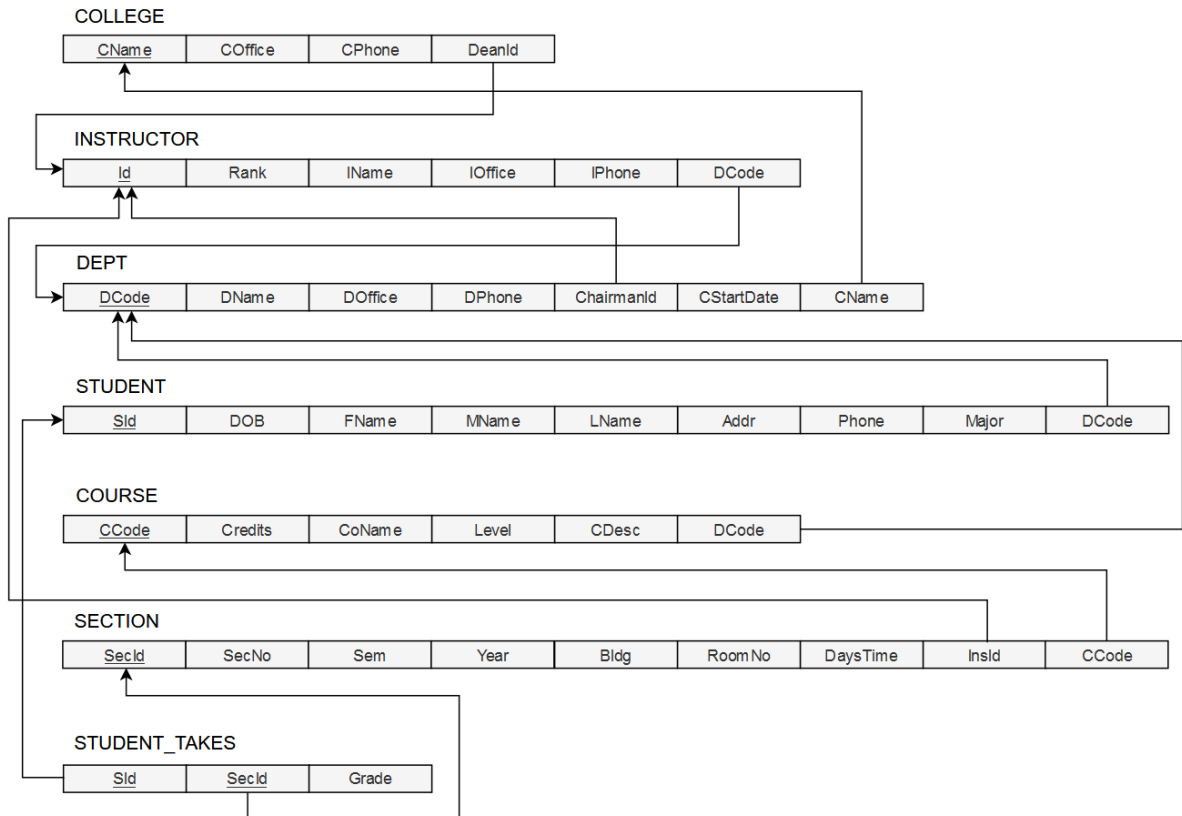 COLLEGE
CName COffice CPhone DeanId
INSTRUCTOR
Id Rank IName IOffice IPhone DCode
DEPT
DCode DName DOffice DPhone ChairmanId CStartDate CName
STUDENT
SId DOB FName MName LName Addr Phone Major DCode
COURSE
CCode Credits CoName Level CDesc DCode
SECTION
SecId SecNo Sem Year Bldg RoomNo DaysTime InsId CCode
STUDENT_TAKES
SId SecId Grade